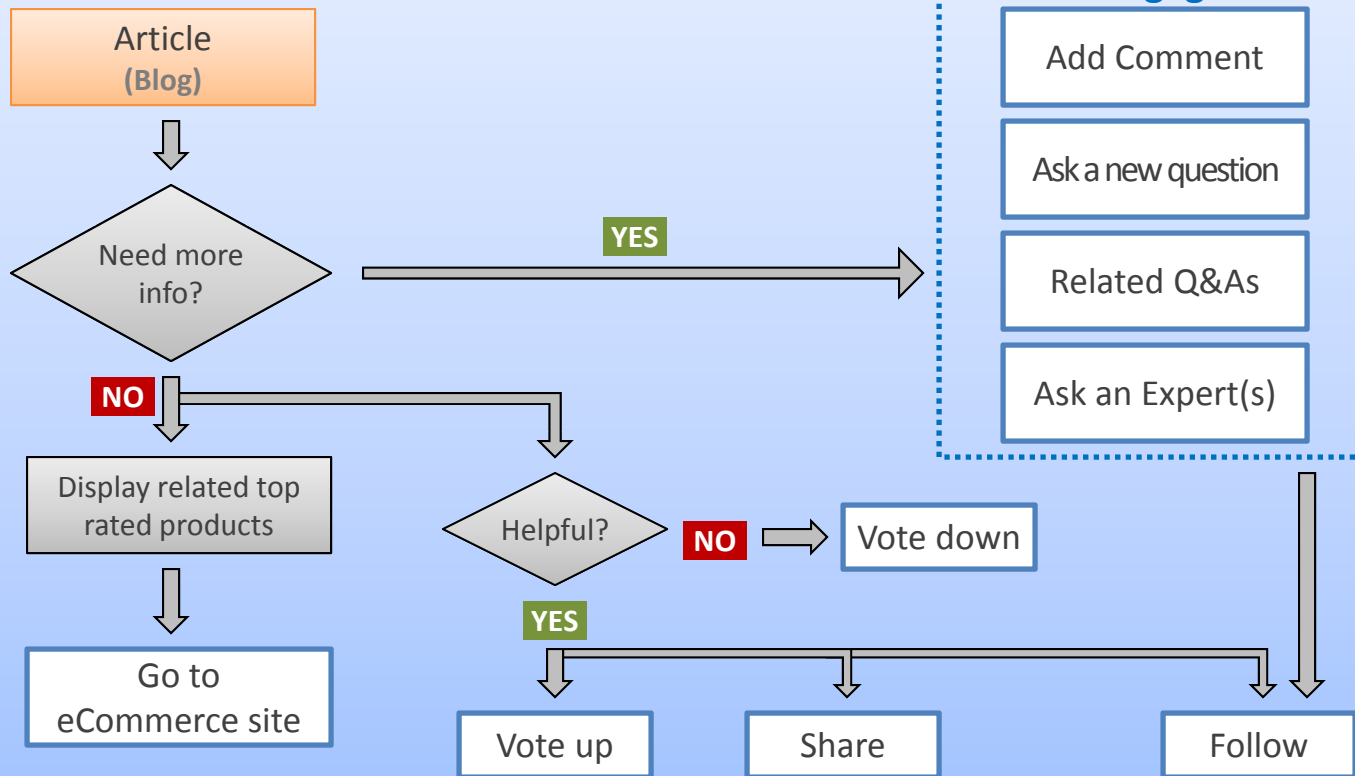 Article
(Blog)
Add Comment
Ask a new question
Need more
info?
YES
Related Q&As
Ask an Expert(s)
NO
Display related top
rated products
Helpful?
NO
Vote down
YES
Go to
eCommerce site
Vote up
Share
Follow